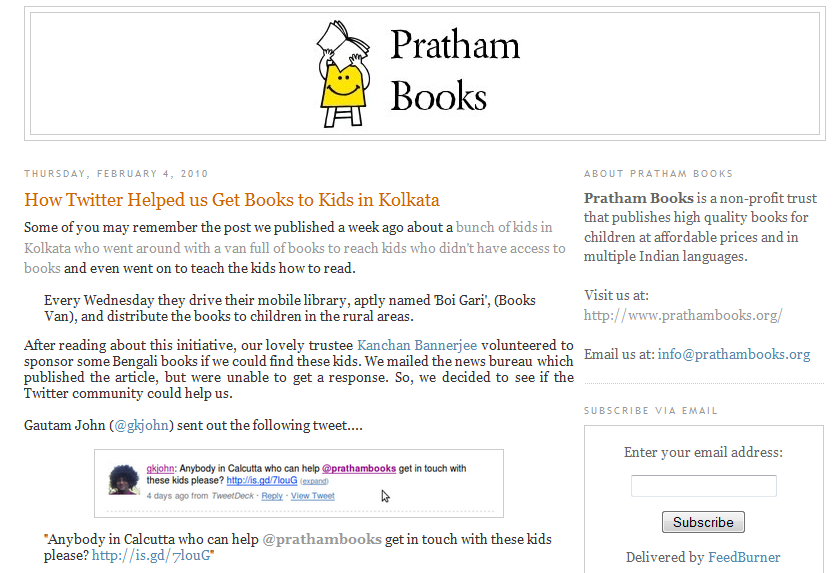 Pratham
Books
THURSDAY, FEBRUARY 4, 2010
How Twitter Helped us Get Books to Kids in Kolkata
Some of you may remember the post we published a week ago about a bunch of kids in
Kolkata who went around with a van full of books to reach kids who didn't have access to
books and even went on to teach the kids how to read.
Every Wednesday they drive their mobile library, aptly named 'Boi Gari', (Books
Van), and distribute the books to children in the rural areas.
After reading about this initiative, our lovely trustee Kanchan Bannerjee volunteered to
sponsor some Bengali books if we could find these kids. We mailed the news bureau which
published the article, but were unable to get a response. So, we decided to see if the
Twitter community could help us.
Gautam John (@gkjohn) sent out the following tweet....
gkjohn: Anybody in Calcutta who can help @prathambooks get in touch with
these kids please? http://is.gd/7louG (expand)
4 days ago from TweetDeck · Reply · View Tweet
"Anybody in Calcutta who can help @prathambooks get in touch with these kids
please? http://is.gd/7louG"
ABOUT PRATHAM BOOKS
Pratham Books is a non-profit trust
that publishes high quality books for
children at affordable prices and in
multiple Indian languages.
Visit us at:
http://www.prathambooks.org/
Email us at: info@prathambooks.org
SUBSCRIBE VIA EMAIL
Enter your email address:
Subscribe
Delivered by FeedBurner